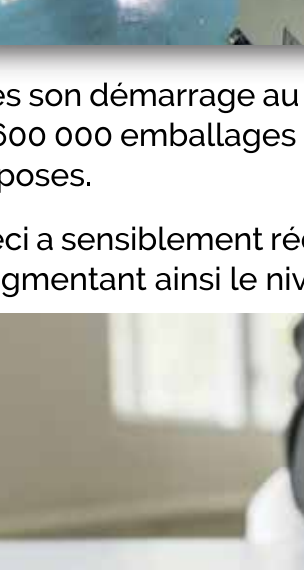 es son démarrage au
600 000 emballages
poses.
eci a sensiblement ré
gmentant ainsi le niv